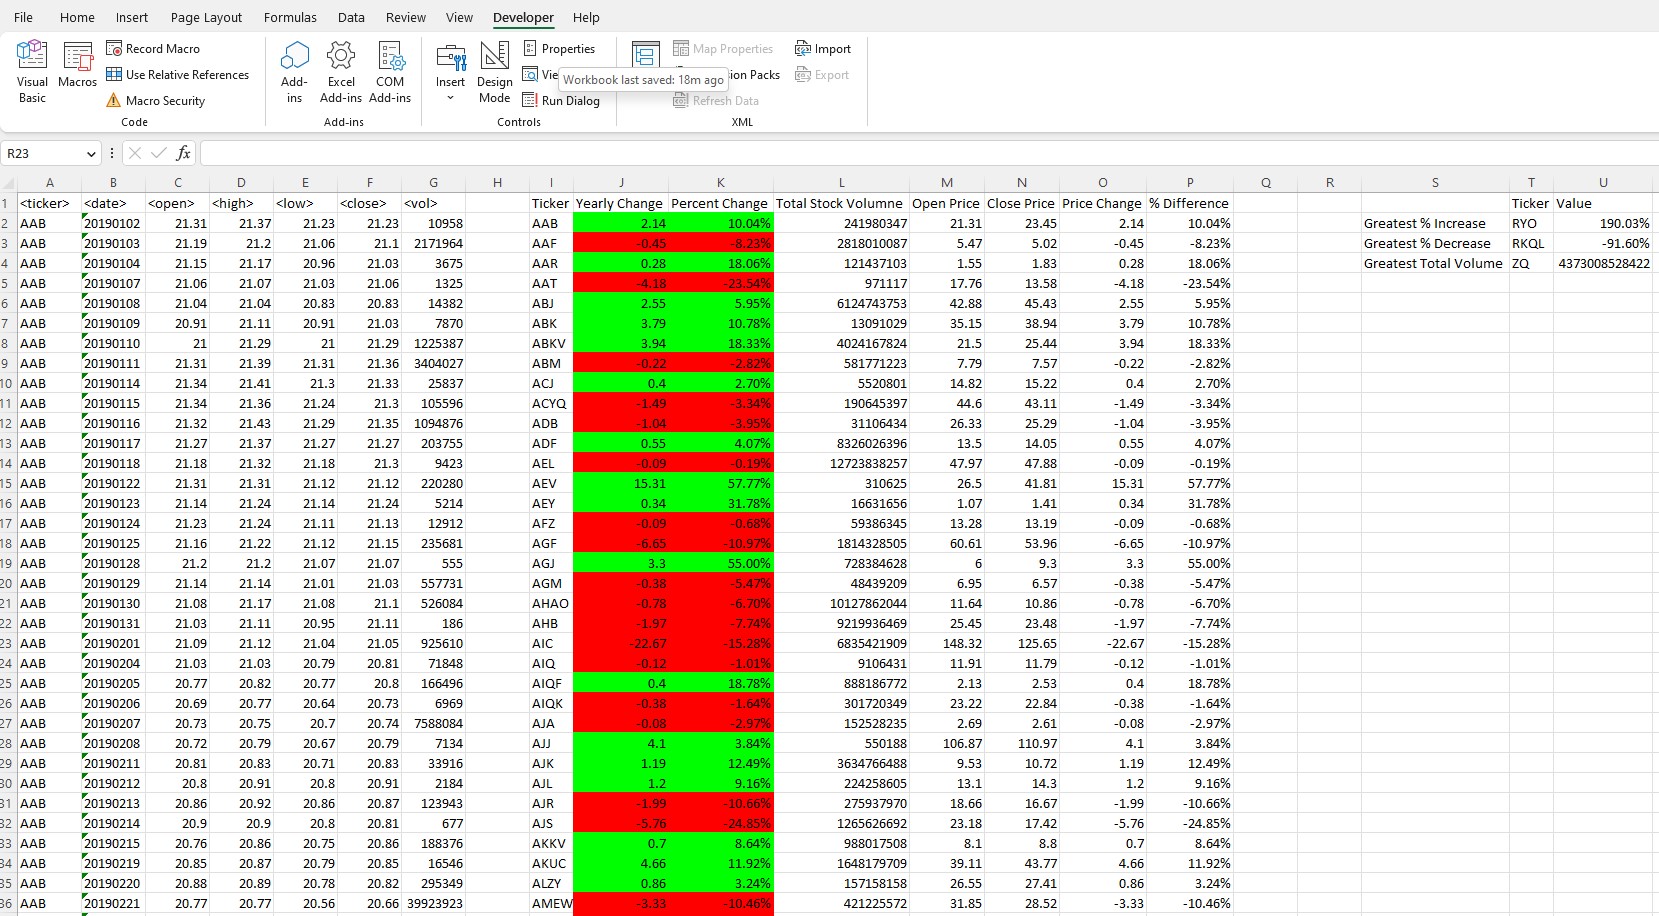 File Home Insert Page Layout Formulas Data Review View Developer Help
Visual Basic
Macros
Record Macro
Use Relative References
Macro Security
Code
Add-ins
Excel Add-ins
COM Add-ins
Add-ins
Insert
Design Mode
Properties
Run Dialog
Controls
Workbook last saved: 18m ago
Map Properties
Packs
Refresh Data
Import
Export
XML
R23 fx
A B C D E F G H I J K L M N O P Q R S T U
1 <ticker> <date> <open> <high> <low> <close> <vol> Ticker Yearly Change Percent Change Total Stock Volumne Open Price Close Price Price Change % Difference Ticker Value
2 AAB 20190102 21.31 21.37 21.23 21.23 10958 AAB 2.14 10.04% 241980347 21.31 23.45 2.14 10.04% Greatest % Increase RYO 190.03%
3 AAB 20190103 21.19 21.2 21.06 21.1 2171964 AAF -0.45 -8.23% 2818010087 5.47 5.02 -0.45 -8.23% Greatest % Decrease RKQL -91.60%
4 AAB 20190104 21.15 21.17 20.96 21.03 3675 AAR 0.28 18.06% 121437103 1.55 1.83 0.28 18.06% Greatest Total Volume ZQ 4373008528422
5 AAB 20190107 21.06 21.07 21.03 21.06 1325 AAT -4.18 -23.54% 971117 17.76 13.58 -4.18 -23.54%
6 AAB 20190108 21.04 21.04 20.83 20.83 14382 ABJ 2.55 5.95% 6124743753 42.88 45.43 2.55 5.95%
7 AAB 20190109 20.91 21.11 20.91 21.03 7870 ABK 3.79 10.78% 13091029 35.15 38.94 3.79 10.78%
8 AAB 20190110 21 21.29 21 21.29 1225387 ABKV 3.94 18.33% 4024167824 21.5 25.44 3.94 18.33%
9 AAB 20190111 21.31 21.39 21.31 21.36 3404027 ABM -0.22 -2.82% 581771223 7.79 7.57 -0.22 -2.82%
10 AAB 20190114 21.34 21.41 21.3 21.33 25837 ACJ 0.4 2.70% 5520801 14.82 15.22 0.4 2.70%
11 AAB 20190115 21.34 21.36 21.24 21.3 105596 ACYQ -1.49 -3.34% 190645397 44.6 43.11 -1.49 -3.34%
12 AAB 20190116 21.32 21.43 21.29 21.35 1094876 ADB -1.04 -3.95% 31106434 26.33 25.29 -1.04 -3.95%
13 AAB 20190117 21.27 21.37 21.27 21.27 203755 ADF 0.55 4.07% 8326026396 13.5 14.05 0.55 4.07%
14 AAB 20190118 21.18 21.32 21.18 21.3 9423 AEL -0.09 -0.19% 12723838257 47.97 47.88 -0.09 -0.19%
15 AAB 20190122 21.31 21.31 21.12 21.12 220280 AEV 15.31 57.77% 310625 26.5 41.81 15.31 57.77%
16 AAB 20190123 21.14 21.24 21.14 21.24 5214 AEY 0.34 31.78% 16631656 1.07 1.41 0.34 31.78%
17 AAB 20190124 21.23 21.24 21.11 21.13 12912 AFZ -0.09 -0.68% 59386345 13.28 13.19 -0.09 -0.68%
18 AAB 20190125 21.16 21.22 21.12 21.15 235681 AGF -6.65 -10.97% 1814328505 60.61 53.96 -6.65 -10.97%
19 AAB 20190128 21.2 21.2 21.07 21.07 555 AGJ 3.3 55.00% 728384628 6 9.3 3.3 55.00%
20 AAB 20190129 21.14 21.14 21.01 21.03 557731 AGM -0.38 -5.47% 48439209 6.95 6.57 -0.38 -5.47%
21 AAB 20190130 21.08 21.17 21.08 21.1 526084 AHAO -0.78 -6.70% 10127862044 11.64 10.86 -0.78 -6.70%
22 AAB 20190131 21.03 21.11 20.95 21.11 186 AHB -1.97 -7.74% 9219936469 25.45 23.48 -1.97 -7.74%
23 AAB 20190201 21.09 21.12 21.04 21.05 925610 AIC -22.67 -15.28% 6835421909 148.32 125.65 -22.67 -15.28%
24 AAB 20190204 21.03 21.03 20.79 20.81 71848 AIQ -0.12 -1.01% 9106431 11.91 11.79 -0.12 -1.01%
25 AAB 20190205 20.77 20.82 20.77 20.8 166496 AIQF 0.4 18.78% 888186772 2.13 2.53 0.4 18.78%
26 AAB 20190206 20.69 20.77 20.64 20.73 6969 AIQK -0.38 -1.64% 301720349 23.22 22.84 -0.38 -1.64%
27 AAB 20190207 20.73 20.75 20.7 20.74 7588084 AJA -0.08 -2.97% 152528235 2.69 2.61 -0.08 -2.97%
28 AAB 20190208 20.72 20.79 20.67 20.79 7134 AJJ 4.1 3.84% 550188 106.87 110.97 4.1 3.84%
29 AAB 20190211 20.81 20.83 20.71 20.83 33916 AJK 1.19 12.49% 3634766488 9.53 10.72 1.19 12.49%
30 AAB 20190212 20.8 20.91 20.8 20.91 2184 AJL 1.2 9.16% 224258605 13.1 14.3 1.2 9.16%
31 AAB 20190213 20.86 20.92 20.86 20.87 123943 AJR -1.99 -10.66% 275937970 18.66 16.67 -1.99 -10.66%
32 AAB 20190214 20.9 20.9 20.8 20.81 677 AJS -5.76 -24.85% 1265626692 23.18 17.42 -5.76 -24.85%
33 AAB 20190215 20.76 20.86 20.75 20.86 188376 AKKV 0.7 8.64% 988017508 8.1 8.8 0.7 8.64%
34 AAB 20190219 20.85 20.87 20.79 20.85 16546 AKUC 4.66 11.92% 1648179709 39.11 43.77 4.66 11.92%
35 AAB 20190220 20.88 20.89 20.78 20.82 295349 ALZY 0.86 3.24% 157158158 26.55 27.41 0.86 3.24%
36 AAB 20190221 20.77 20.77 20.56 20.66 39923923 AMEW -3.33 -10.46% 421225572 31.85 28.52 -3.33 -10.46%